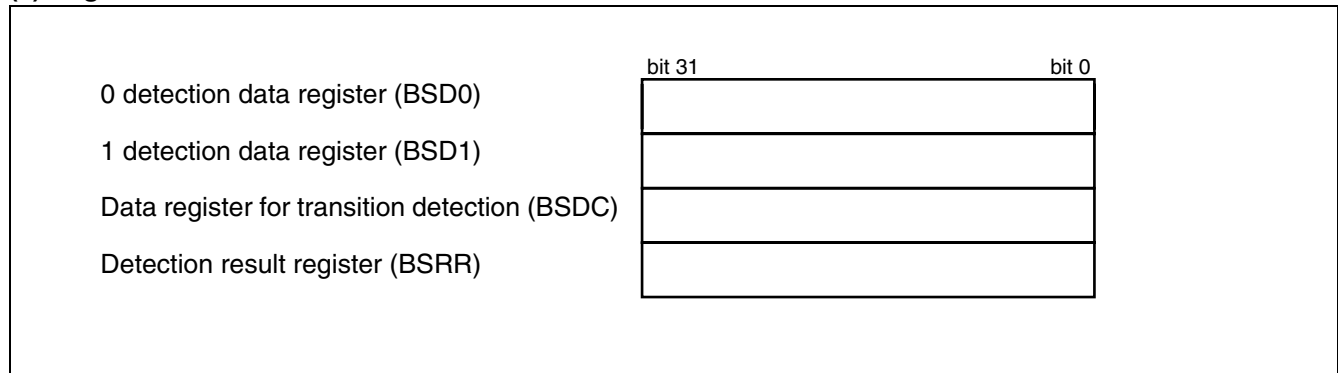 bit 31 bit 0
0 detection data register (BSD0)
1 detection data register (BSD1)
Data register for transition detection (BSDC)
Detection result register (BSRR)